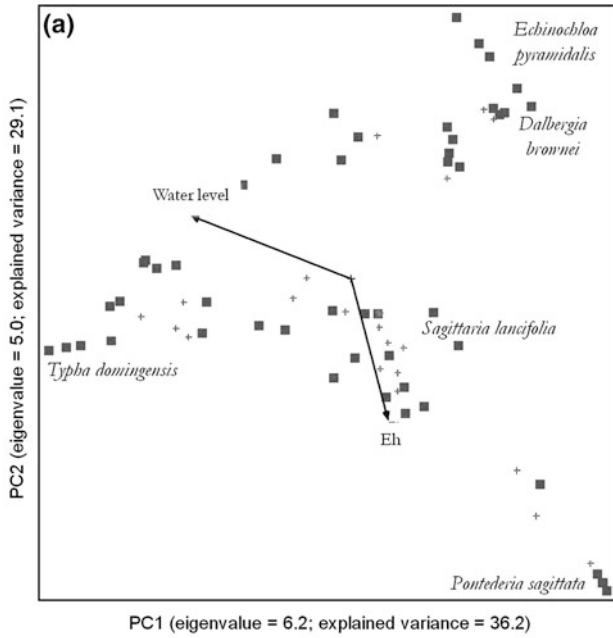 (a)
Echinochloa
pyramidalis
Dalbergia
brownei
Water level
Sagittaria lancifolia
Typha domingensis
Eh
Pontederia sagittata
PC2 (eigenvalue = 5.0; explained variance = 29.1)
PC1 (eigenvalue = 6.2; explained variance = 36.2)